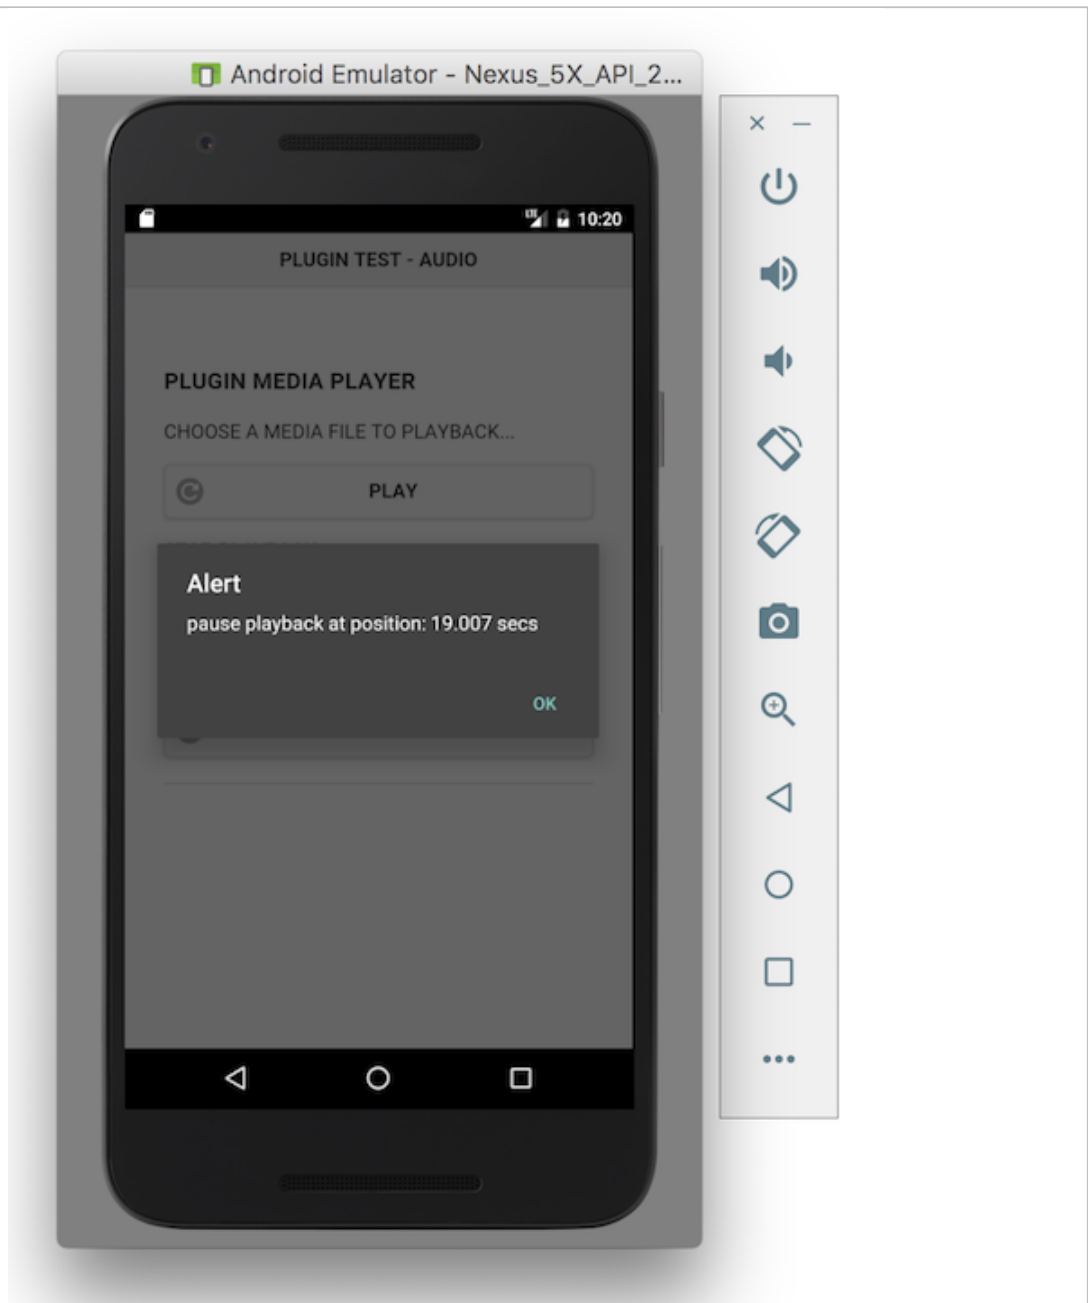 Android Emulator - Nexus_5X_API_2...
LTE 10:20
PLUGIN TEST - AUDIO
PLUGIN MEDIA PLAYER
CHOOSE A MEDIA FILE TO PLAYBACK...
PLAY
Alert
pause playback at position: 19.007 secs
OK